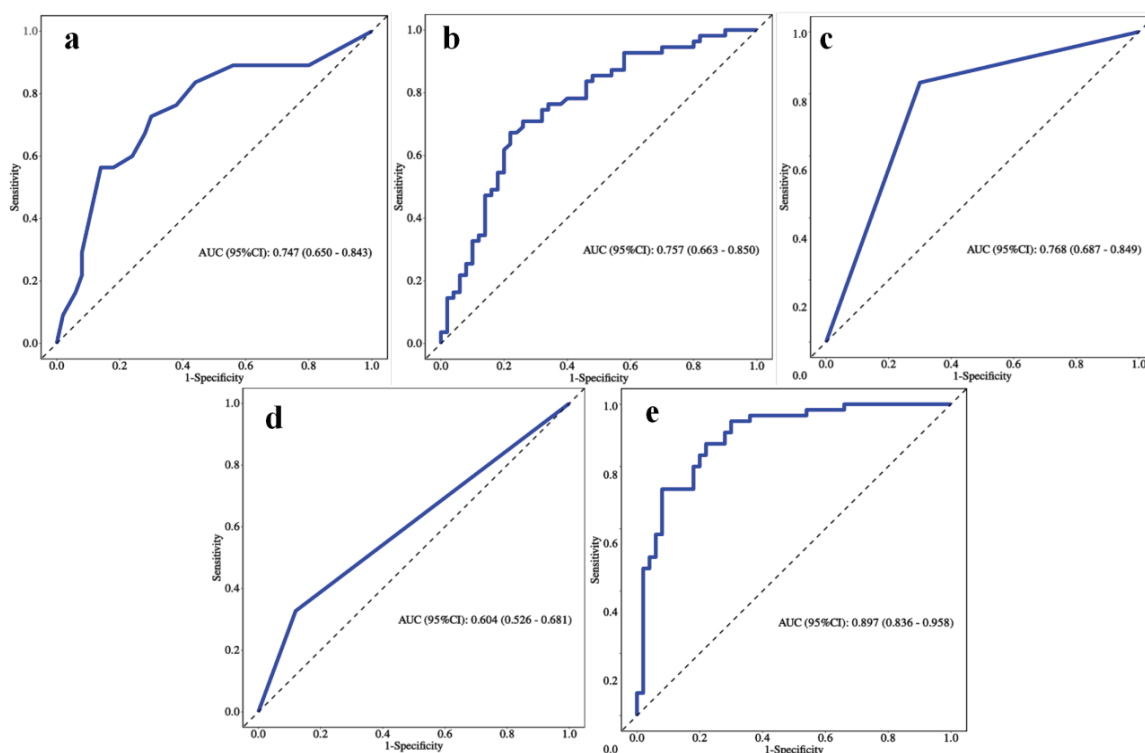 a
1.0
0.8
0.6
0.4
0.2
0.0
Sensitivity
AUC (95%CI): 0.747 (0.650 - 0.843)
0.0 0.2 0.4 0.6 0.8 1.0
1-Specificity
b
1.0
0.8
0.6
0.4
0.2
0.0
Sensitivity
AUC (95%CI): 0.757 (0.663 - 0.850)
0.0 0.2 0.4 0.6 0.8 1.0
1-Specificity
c
1.0
0.8
0.6
0.4
0.2
0.0
Sensitivity
AUC (95%CI): 0.768 (0.687 - 0.849)
0.0 0.2 0.4 0.6 0.8 1.0
1-Specificity
d
1.0
0.8
0.6
0.4
0.2
0.0
Sensitivity
AUC (95%CI): 0.604 (0.526 - 0.681)
0.0 0.2 0.4 0.6 0.8 1.0
1-Specificity
e
1.0
0.8
0.6
0.4
0.2
0.0
Sensitivity
AUC (95%CI): 0.897 (0.836 - 0.958)
0.0 0.2 0.4 0.6 0.8 1.0
1-Specificity